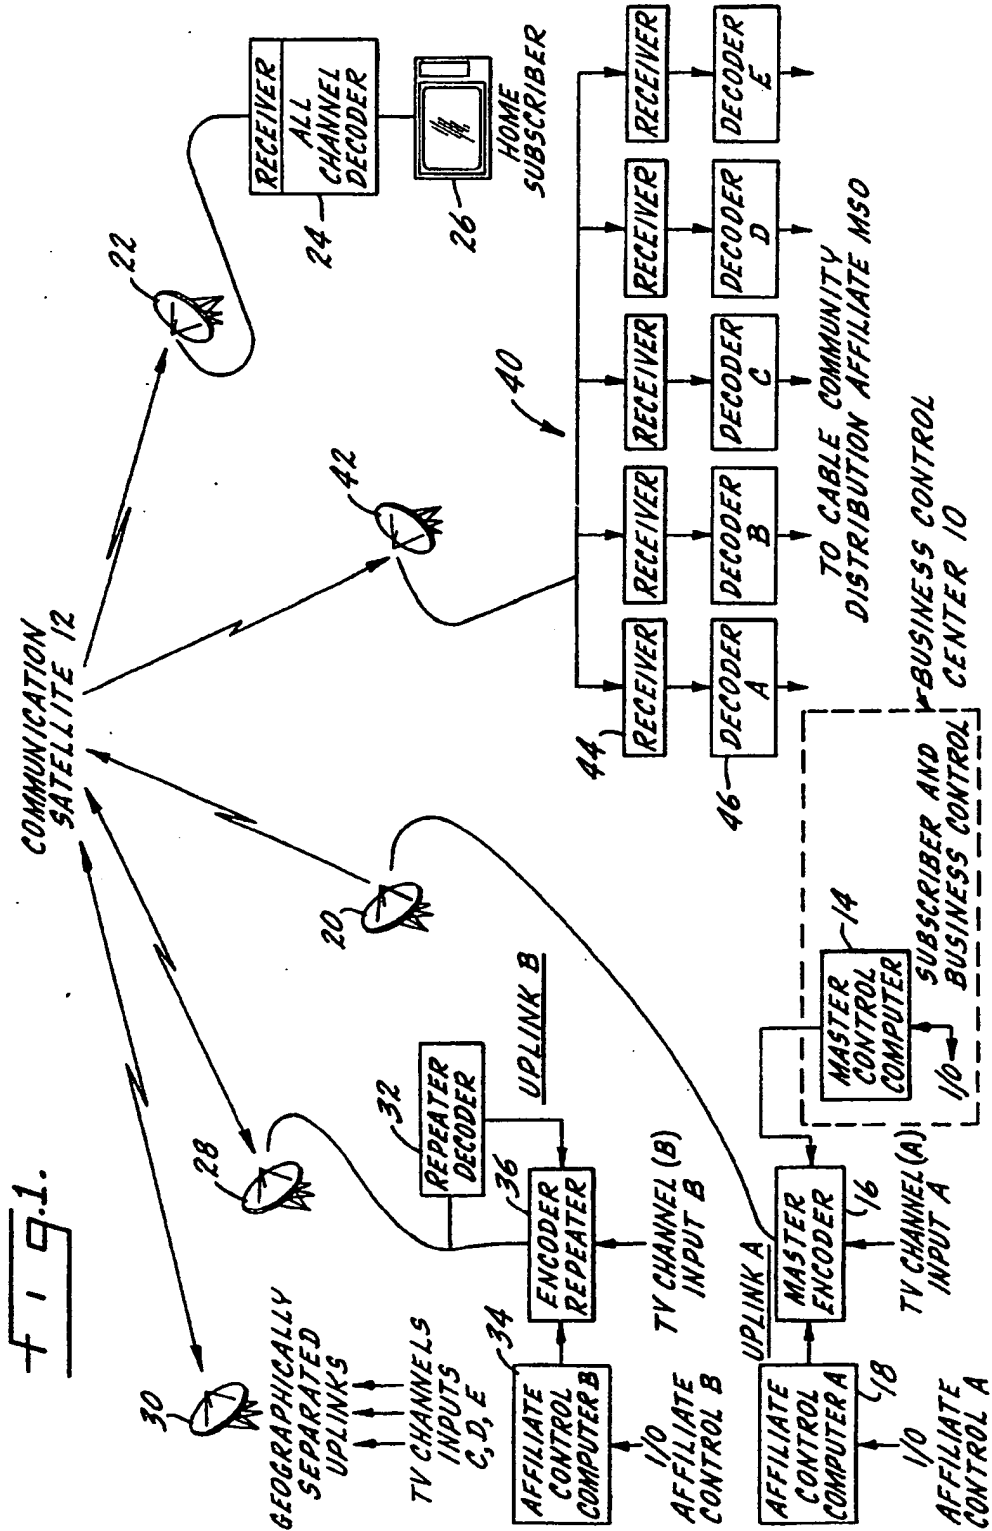 Fig.1.
COMMUNICATION
SATELLITE 12
30
GEOGRAPHICALLY
SEPARATED
UPLINKS
TV CHANNELS
INPUTS
C, D, E
28
20
42
22
RECEIVER
ALL
CHANNEL
DECODER
24
26
HOME
SUBSCRIBER
32
REPEATER
DECODER
UPLINK B
34
AFFILIATE
CONTROL
COMPUTER B
36
ENCODER
REPEATER
I/O
AFFILIATE
CONTROL B
TV CHANNEL (B)
INPUT B
40
44
RECEIVER
RECEIVER
RECEIVER
RECEIVER
RECEIVER
46
DECODER
A
DECODER
B
DECODER
C
DECODER
D
DECODER
E
TO CABLE COMMUNITY
DISTRIBUTION AFFILIATE MSO
UPLINK A
AFFILIATE
CONTROL
COMPUTER A
18
MASTER
ENCODER
16
I/O
AFFILIATE
CONTROL A
TV CHANNEL (A)
INPUT A
MASTER
CONTROL
COMPUTER
14
I/O
SUBSCRIBER AND
BUSINESS CONTROL
BUSINESS CONTROL
CENTER 10